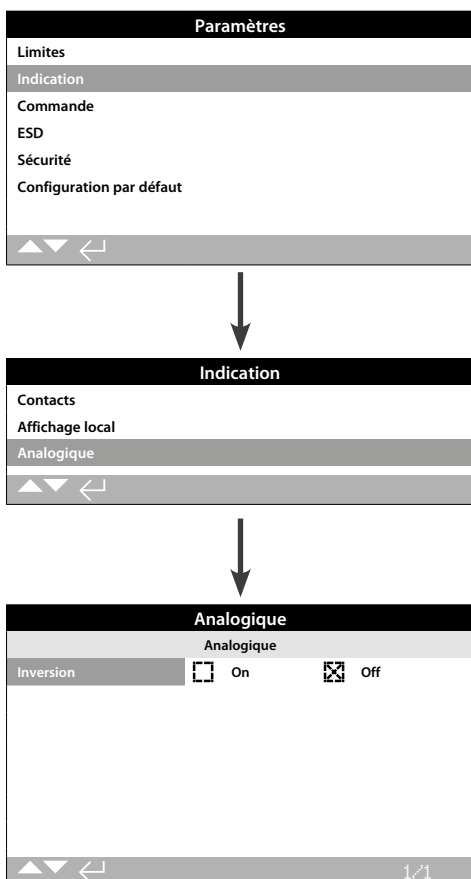 Paramètres
Limites
Indication
Commande
ESD
Sécurité
Configuration par défaut
Indication
Contacts
Affichage local
Analogique
Analogique
Analogique
Inversion On Off
1/1